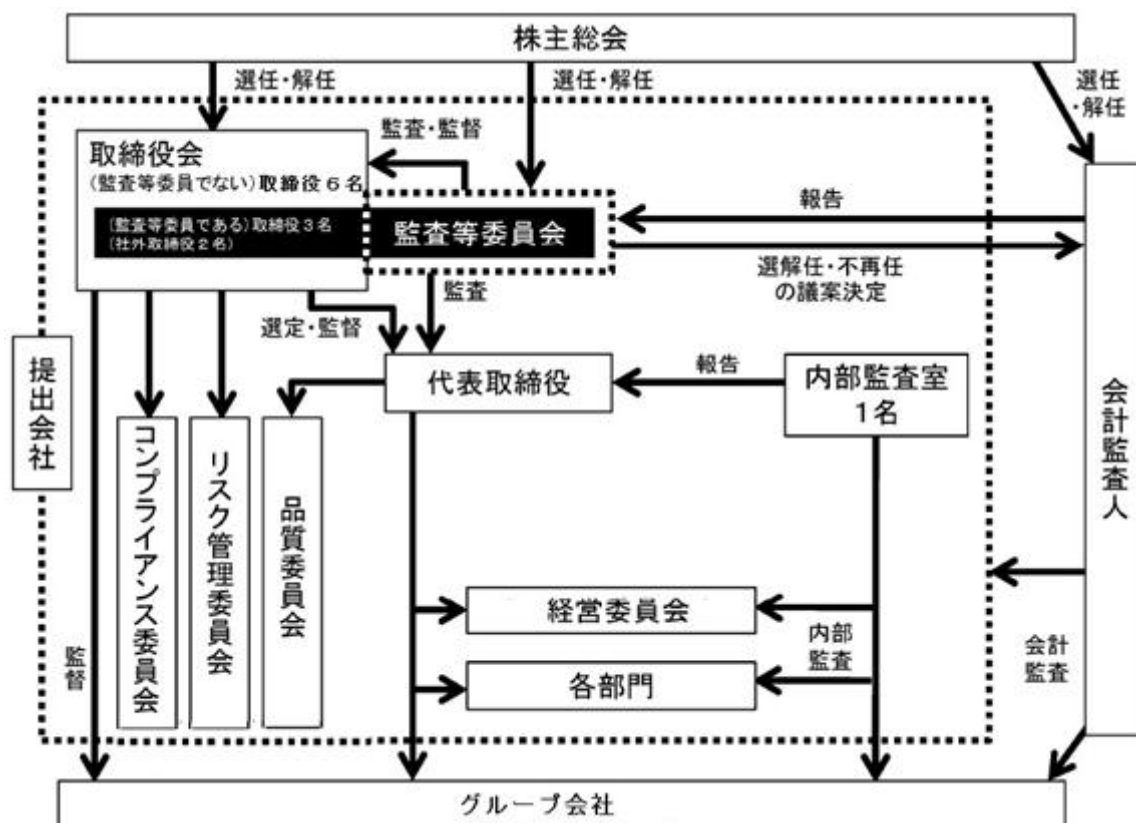 株主総会
選任・解任
選任・解任
選任
・解任
取締役会
(監査等委員でない)取締役6名
監査・監督
(監査等委員である)取締役3名
(社外取締役2名)
監査等委員会
報告
選解任・不再任
の議案決定
監査
選定・監督
提出会社
代表取締役
報告
内部監査室
1名
会計監査人
コンプライアンス委員会
リスク管理委員会
品質委員会
経営委員会
各部門
内部
監査
会計
監査
監督
グループ会社